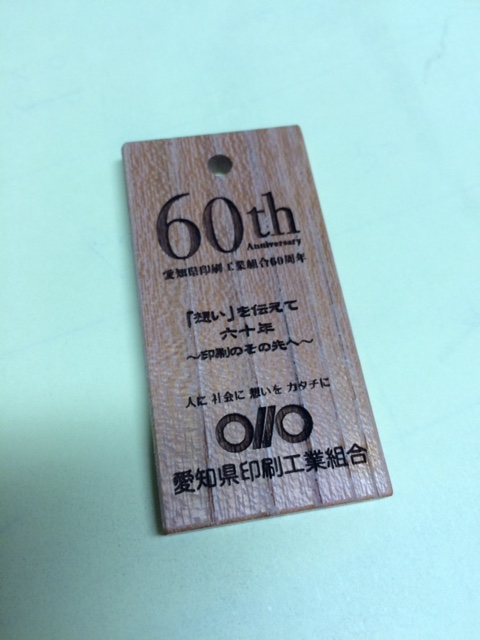 60th
Anniversary
愛知県印刷工業組合60周年
「想い」を伝えて
六十年
～印刷のその先へ～
人に 社会に 想いを カタチに
愛知県印刷工業組合